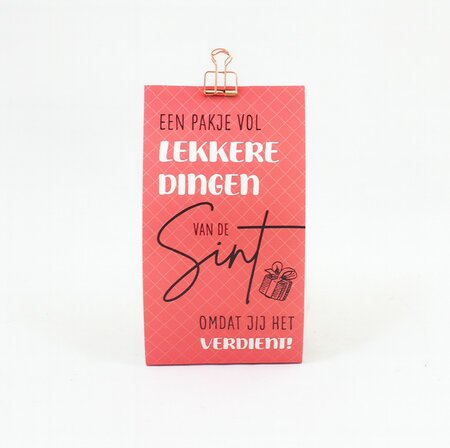 EEN PAKJE VOL
LEKKERE
DINGEN
VAN DE
Sint
OMDAT JIJ HET
VERDIENT!